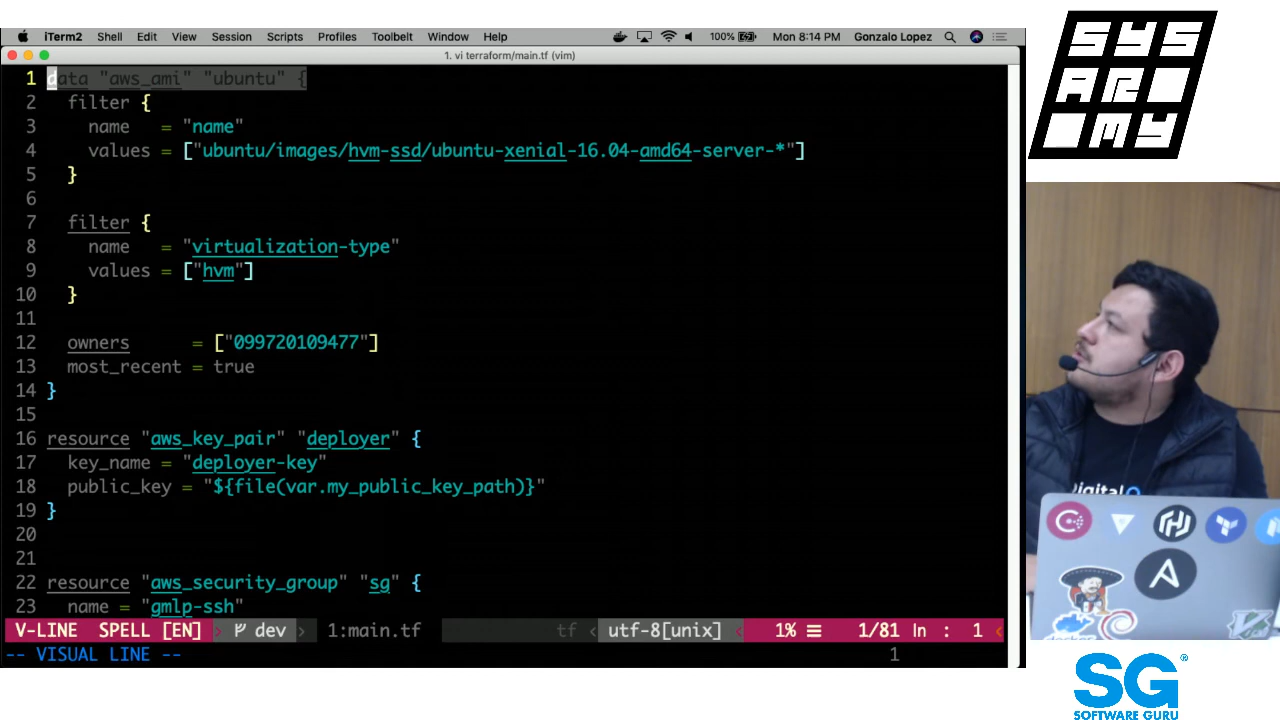 iTerm2 Shell Edit View Session Scripts Profiles Toolbelt Window Help 100% Mon 8:14 PM Gonzalo Lopez
1. vi terraform/main.tf (vim)
1 data "aws_ami" "ubuntu" {
2 filter {
3 name = "name"
4 values = ["ubuntu/images/hvm-ssd/ubuntu-xenial-16.04-amd64-server-*"]
5 }
6
7 filter {
8 name = "virtualization-type"
9 values = ["hvm"]
10 }
11
12 owners = ["099720109477"]
13 most_recent = true
14 }
15
16 resource "aws_key_pair" "deployer" {
17 key_name = "deployer-key"
18 public_key = "${file(var.my_public_key_path)}"
19 }
20
21
22 resource "aws_security_group" "sg" {
23 name = "gmlp-ssh"
V-LINE SPELL [EN] dev 1:main.tf tf utf-8[unix] 1% 1/81 ln : 1
-- VISUAL LINE -- 1
SYS
AR
MY
DigitalO
SG®
SOFTWARE GURU